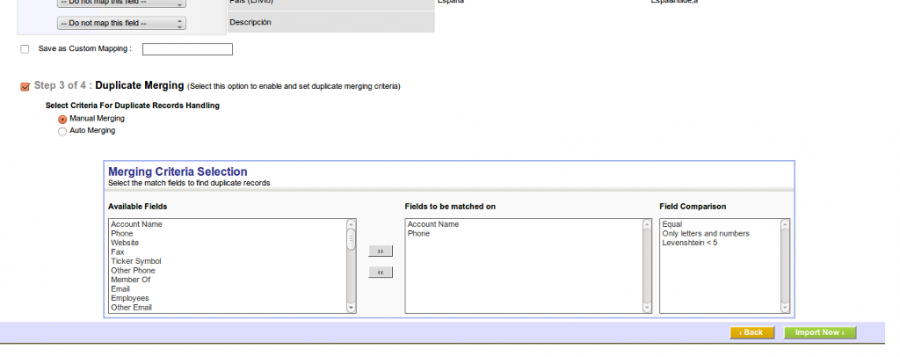 -- Do not map this field --
País (Envío)
España
-- Do not map this field --
Descripción
Save as Custom Mapping :
Step 3 of 4 : Duplicate Merging (Select this option to enable and set duplicate merging criteria)
Select Criteria For Duplicate Records Handling
Manual Merging
Auto Merging
Merging Criteria Selection
Select the match fields to find duplicate records
Available Fields
Account Name
Phone
Website
Fax
Ticker Symbol
Other Phone
Member Of
Email
Employees
Other Email
››
‹‹
Fields to be matched on
Account Name
Phone
Field Comparison
Equal
Only letters and numbers
Levenshtein < 5
‹ Back
Import Now ›